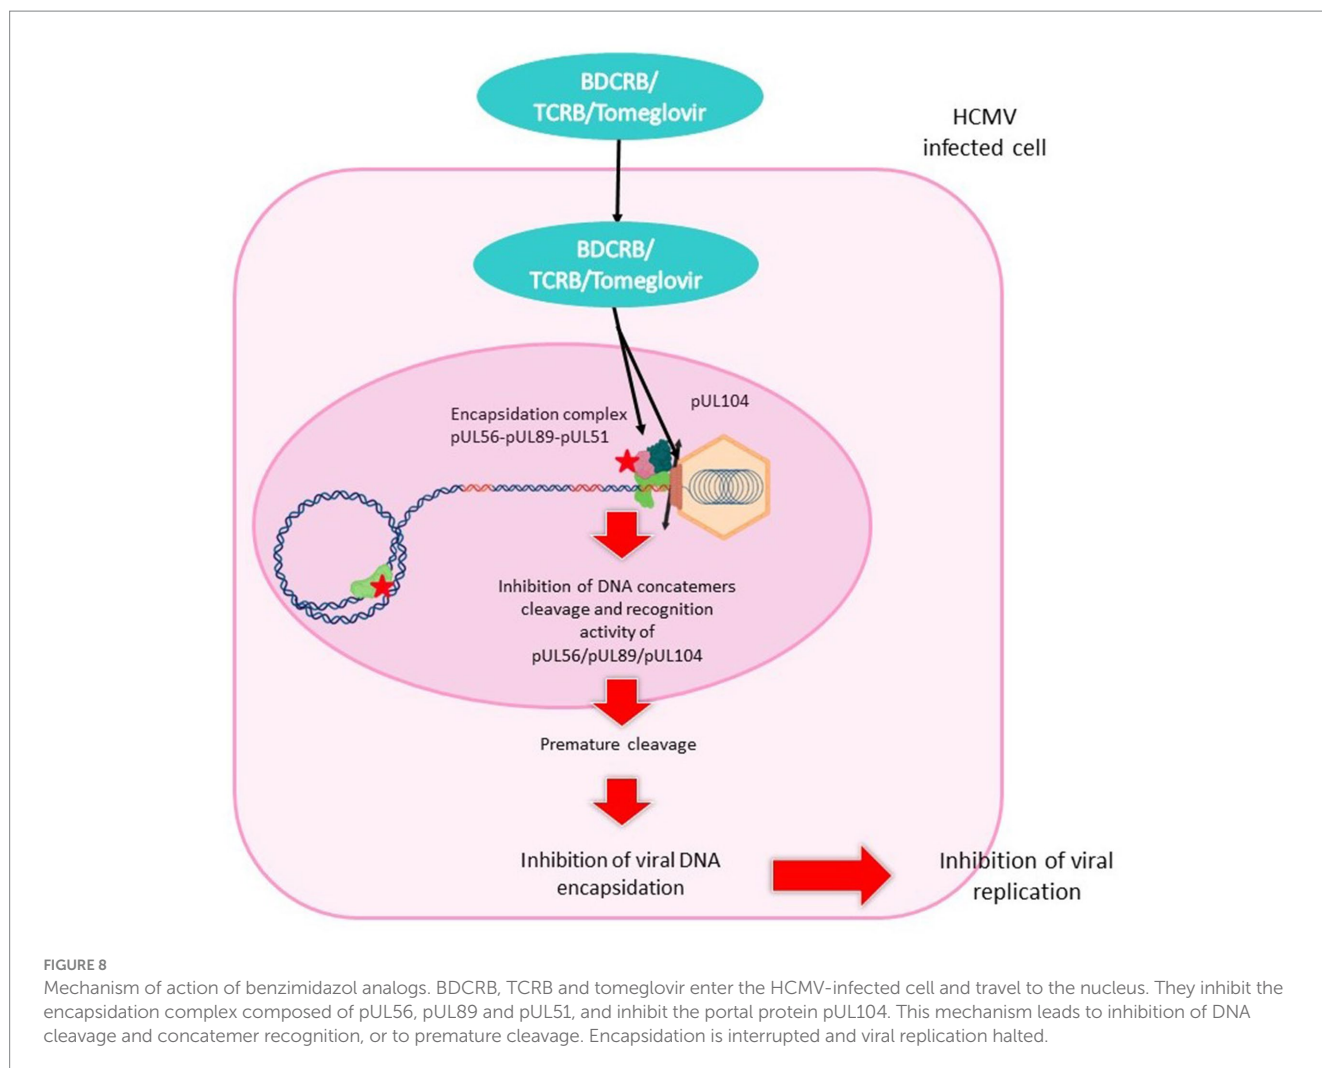 BDCRB/
TCRB/Tomeglovir
HCMV
infected cell
BDCRB/
TCRB/Tomeglovir
pUL104
Encapsidation complex
pUL56-pUL89-pUL51
Inhibition of DNA concatemers
cleavage and recognition
activity of
pUL56/pUL89/pUL104
Premature cleavage
Inhibition of viral DNA
encapsidation
Inhibition of viral
replication
FIGURE 8
Mechanism of action of benzimidazol analogs. BDCRB, TCRB and tomeglovir enter the HCMV-infected cell and travel to the nucleus. They inhibit the
encapsidation complex composed of pUL56, pUL89 and pUL51, and inhibit the portal protein pUL104. This mechanism leads to inhibition of DNA
cleavage and concatemer recognition, or to premature cleavage. Encapsidation is interrupted and viral replication halted.